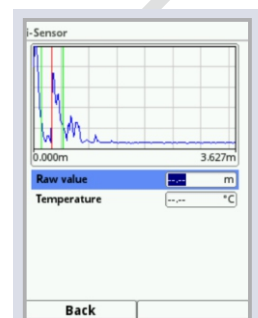 i-Sensor
0.000m 3.627m
Raw value --.-- m
Temperature --.-- °C
Back